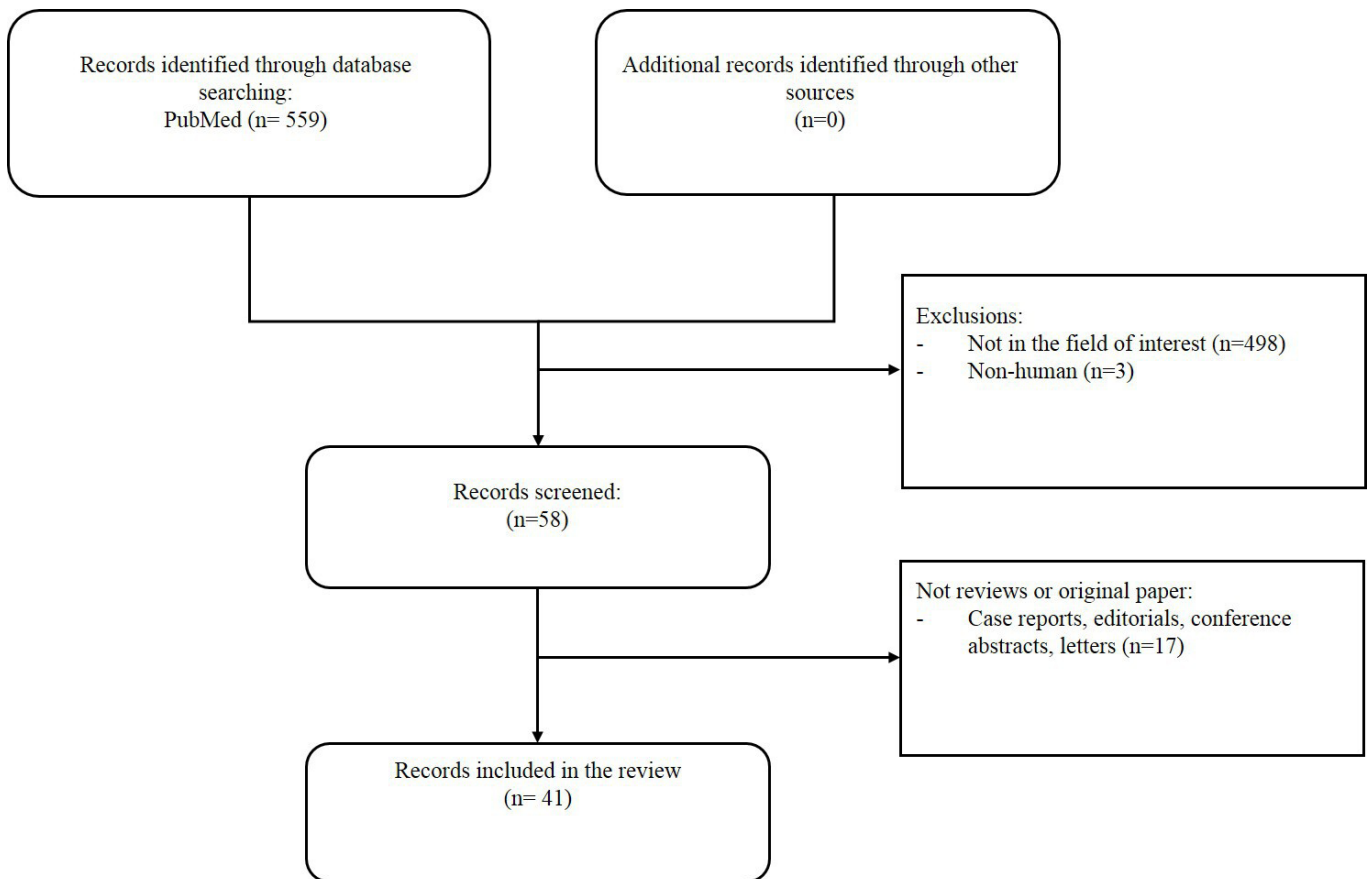 Records identified through database
searching:
PubMed (n= 559)
Additional records identified through other
sources
(n=0)
Exclusions:
- Not in the field of interest (n=498)
- Non-human (n=3)
Records screened:
(n=58)
Not reviews or original paper:
- Case reports, editorials, conference
abstracts, letters (n=17)
Records included in the review
(n= 41)